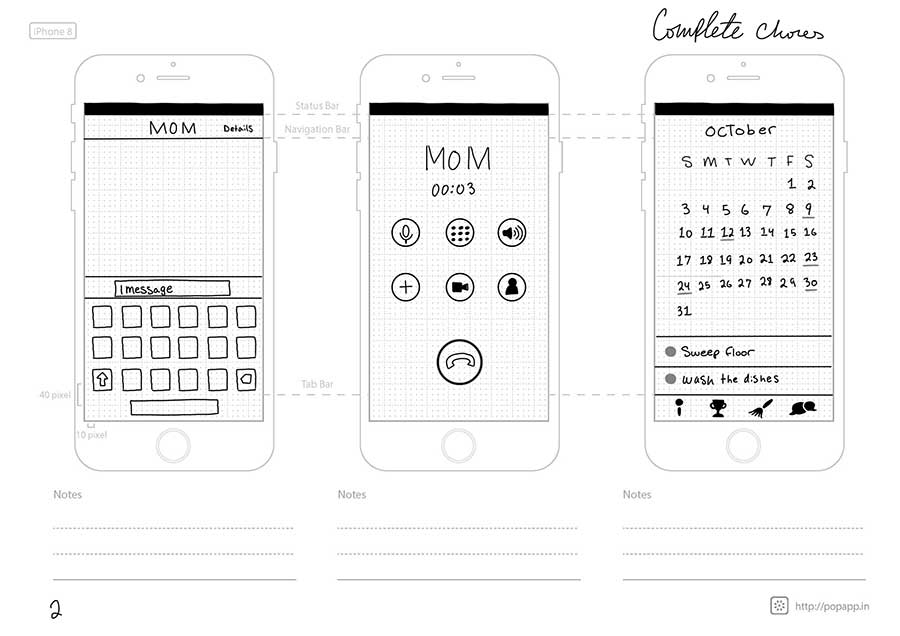 iPhone 8
Complete Chores
Status Bar
Navigation Bar
Tab Bar
40 pixel
10 pixel
MOM Details
iMessage
MOM
00:03
OCTober
S M T W T F S
1 2
3 4 5 6 7 8 9
10 11 12 13 14 15 16
17 18 19 20 21 22 23
24 25 26 27 28 29 30
31
Sweep floor
wash the dishes
Notes
Notes
Notes
2
http://popapp.in